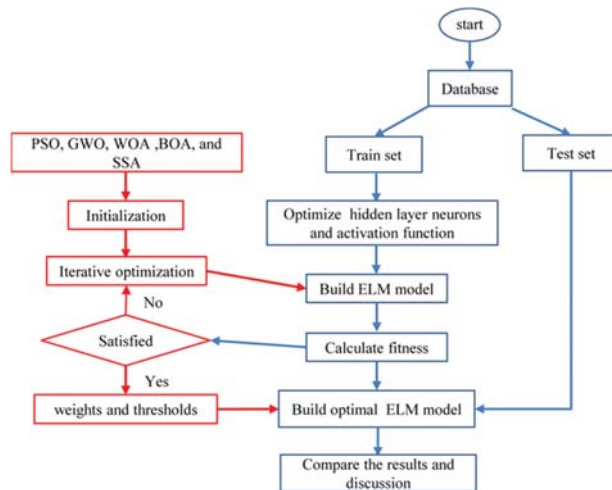 start
Database
PSO, GWO, WOA ,BOA, and
SSA
Train set
Test set
Initialization
Optimize hidden layer neurons
and activation function
Iterative optimization
Build ELM model
No
Satisfied
Calculate fitness
Yes
weights and thresholds
Build optimal ELM model
Compare the results and
discussion